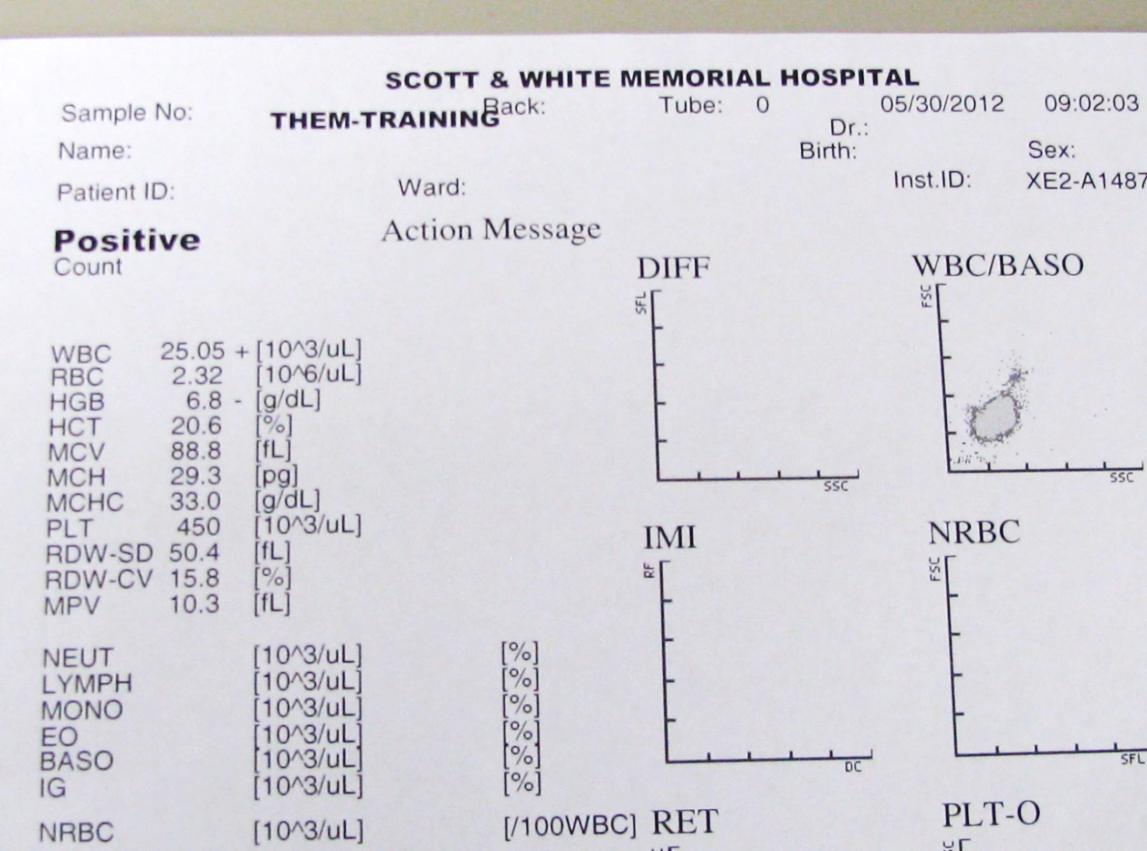 SCOTT & WHITE MEMORIAL HOSPITAL
Sample No: THEM-TRAINING Back: Tube: 0 05/30/2012 09:02:03
Dr.:
Name: Birth: Sex:
Patient ID: Ward: Inst.ID: XE2-A1487
Positive Action Message
Count
DIFF WBC/BASO
SFL FSC
WBC 25.05 + [10^3/uL]
RBC 2.32 [10^6/uL]
HGB 6.8 - [g/dL]
HCT 20.6 [%]
MCV 88.8 [fL]
MCH 29.3 [pg]
MCHC 33.0 [g/dL]
SSC SSC
PLT 450 [10^3/uL]
IMI NRBC
RDW-SD 50.4 [fL]
RF FSC
RDW-CV 15.8 [%]
MPV 10.3 [fL]
NEUT [10^3/uL] [%]
LYMPH [10^3/uL] [%]
MONO [10^3/uL] [%]
EO [10^3/uL] [%]
BASO [10^3/uL] [%]
DC SFL
IG [10^3/uL] [%]
NRBC [10^3/uL] [/100WBC] RET PLT-O